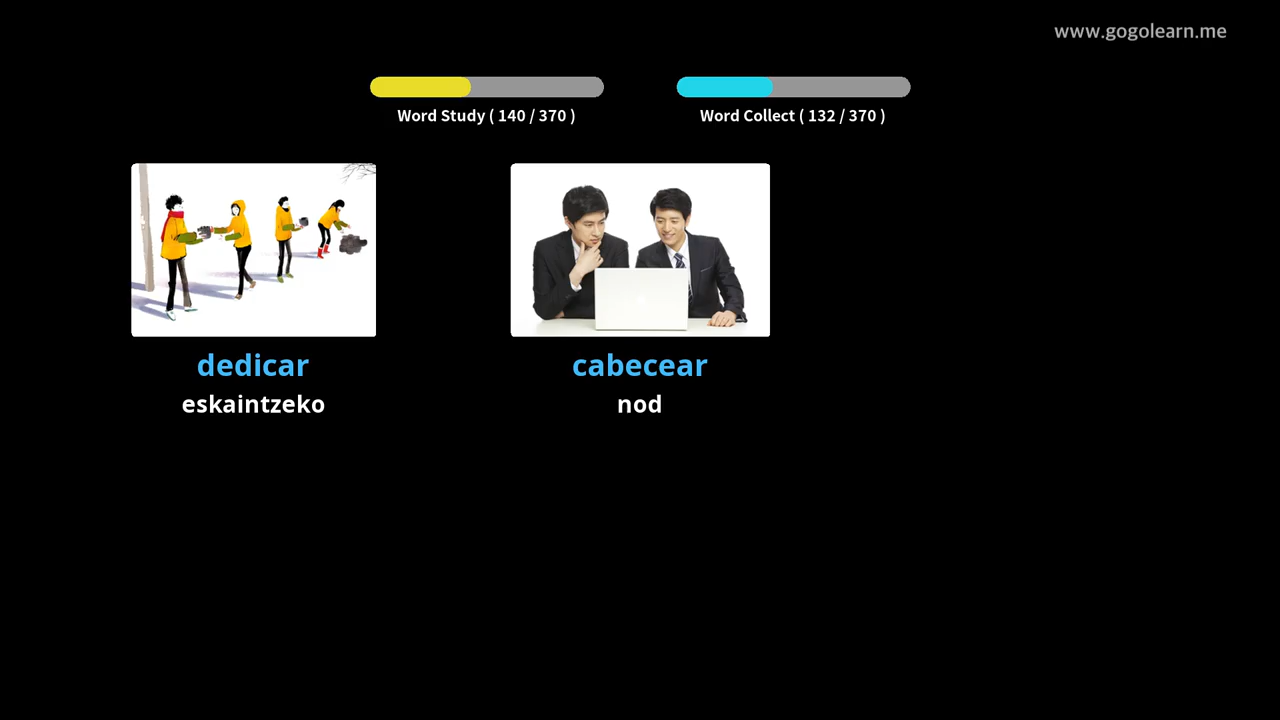 www.gogolearn.me
Word Study ( 140 / 370 )
Word Collect ( 132 / 370 )
dedicar
eskaintzeko
cabecear
nod